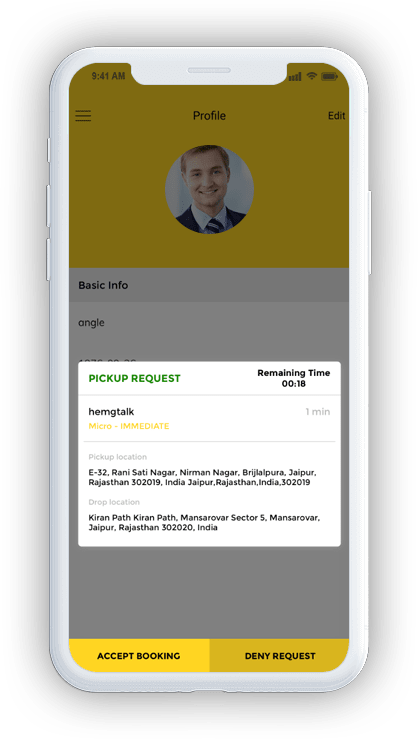 9:41 AM
Profile
Edit
Basic Info
angle
PICKUP REQUEST
Remaining Time
00:18
hemgtalk
1 min
Micro - IMMEDIATE
Pickup location
E-32, Rani Sati Nagar, Nirman Nagar, Brijlalpura, Jaipur,
Rajasthan 302019, India Jaipur,Rajasthan,India,302019
Drop location
Kiran Path Kiran Path, Mansarovar Sector 5, Mansarovar,
Jaipur, Rajasthan 302020, India
ACCEPT BOOKING
DENY REQUEST